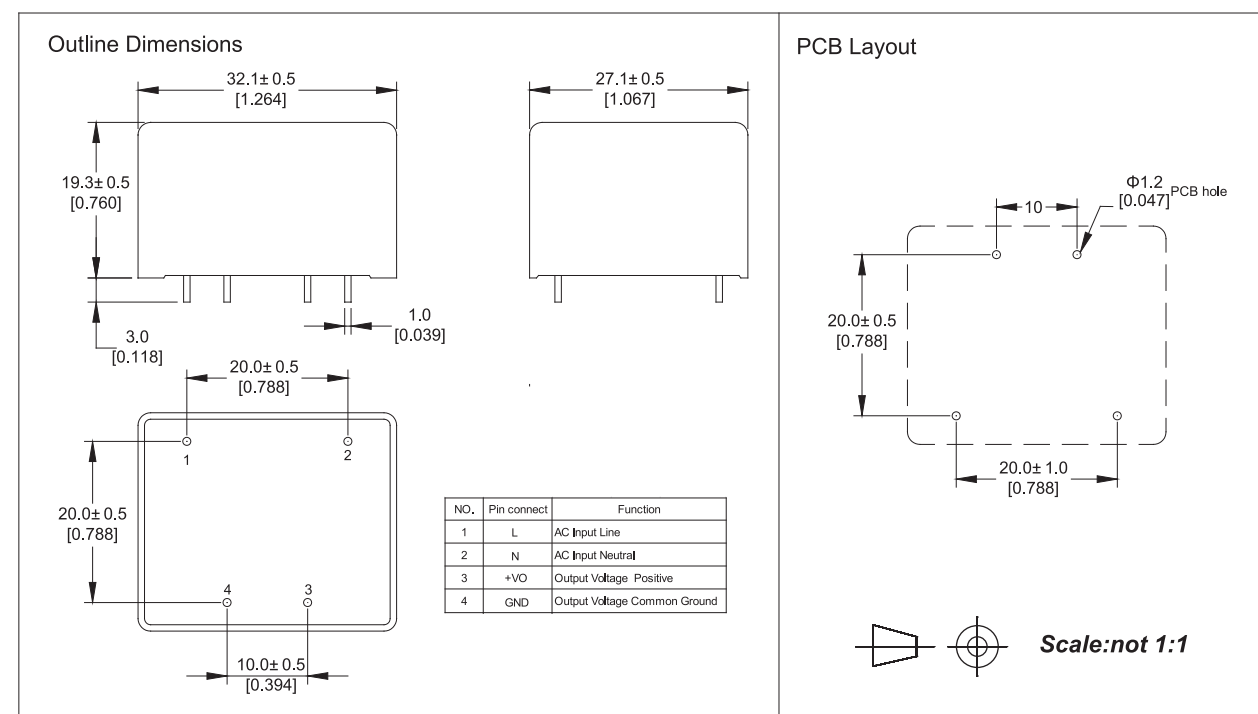 Outline Dimensions
32.1± 0.5
[1.264]
27.1± 0.5
[1.067]
19.3± 0.5
[0.760]
3.0
[0.118]
1.0
[0.039]
20.0± 0.5
[0.788]
1
2
20.0± 0.5
[0.788]
4
3
10.0± 0.5
[0.394]
NO. Pin connect Function
1 L AC Input Line
2 N AC Input Neutral
3 +VO Output Voltage Positive
4 GND Output Voltage Common Ground
PCB Layout
10
Φ1.2
[0.047] PCB hole
20.0± 0.5
[0.788]
20.0± 1.0
[0.788]
Scale:not 1:1